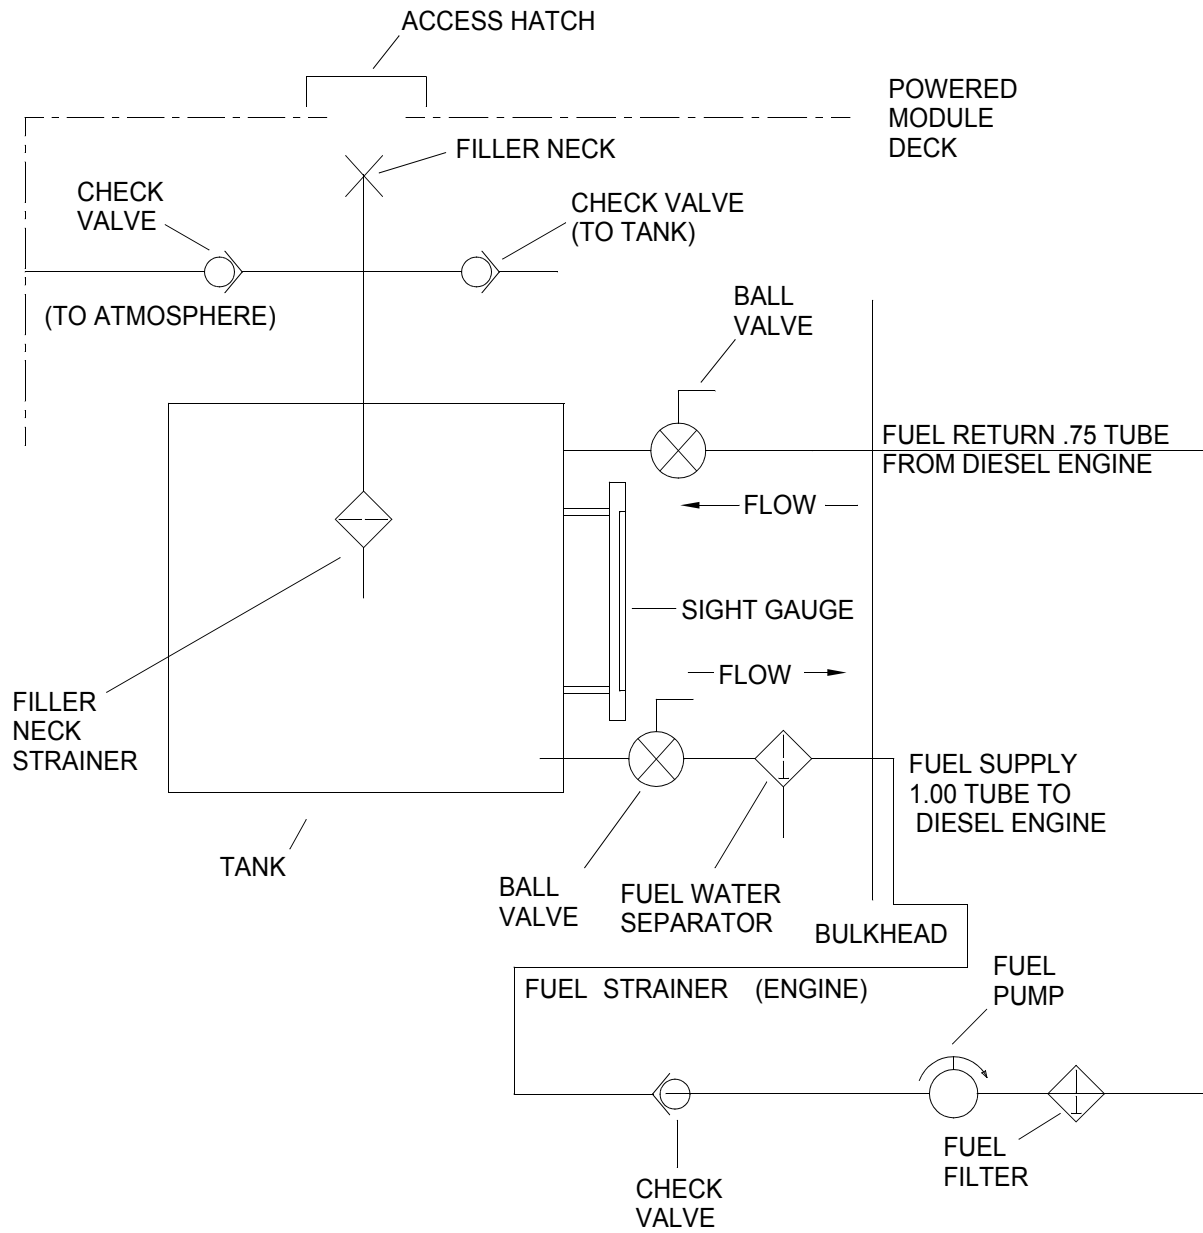 ACCESS HATCH
POWERED
MODULE
DECK
FILLER NECK
CHECK
VALVE
CHECK VALVE
(TO TANK)
(TO ATMOSPHERE)
BALL
VALVE
FUEL RETURN .75 TUBE
FROM DIESEL ENGINE
FLOW
SIGHT GAUGE
FLOW
FILLER
NECK
STRAINER
FUEL SUPPLY
1.00 TUBE TO
DIESEL ENGINE
TANK
BALL
VALVE
FUEL WATER
SEPARATOR
BULKHEAD
FUEL STRAINER (ENGINE)
FUEL
PUMP
FUEL
FILTER
CHECK
VALVE